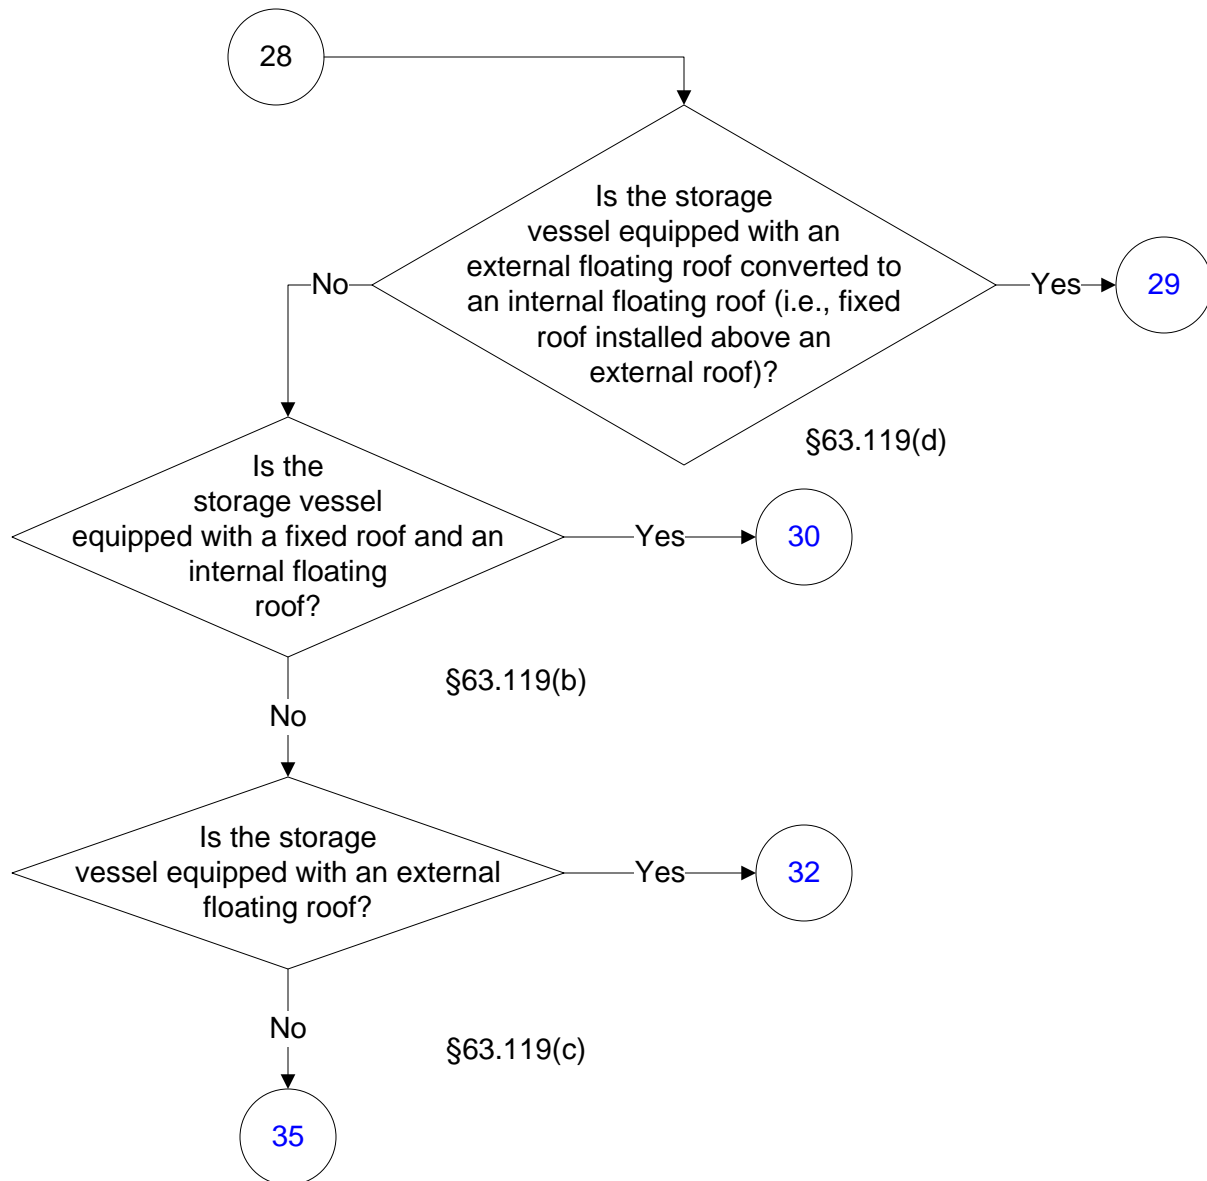 28
Is the storage
vessel equipped with an
external floating roof converted to
an internal floating roof (i.e., fixed
roof installed above an
external roof)?
No
Yes
29
§63.119(d)
Is the
storage vessel
equipped with a fixed roof and an
internal floating
roof?
Yes
30
§63.119(b)
No
Is the storage
vessel equipped with an external
floating roof?
Yes
32
No
§63.119(c)
35